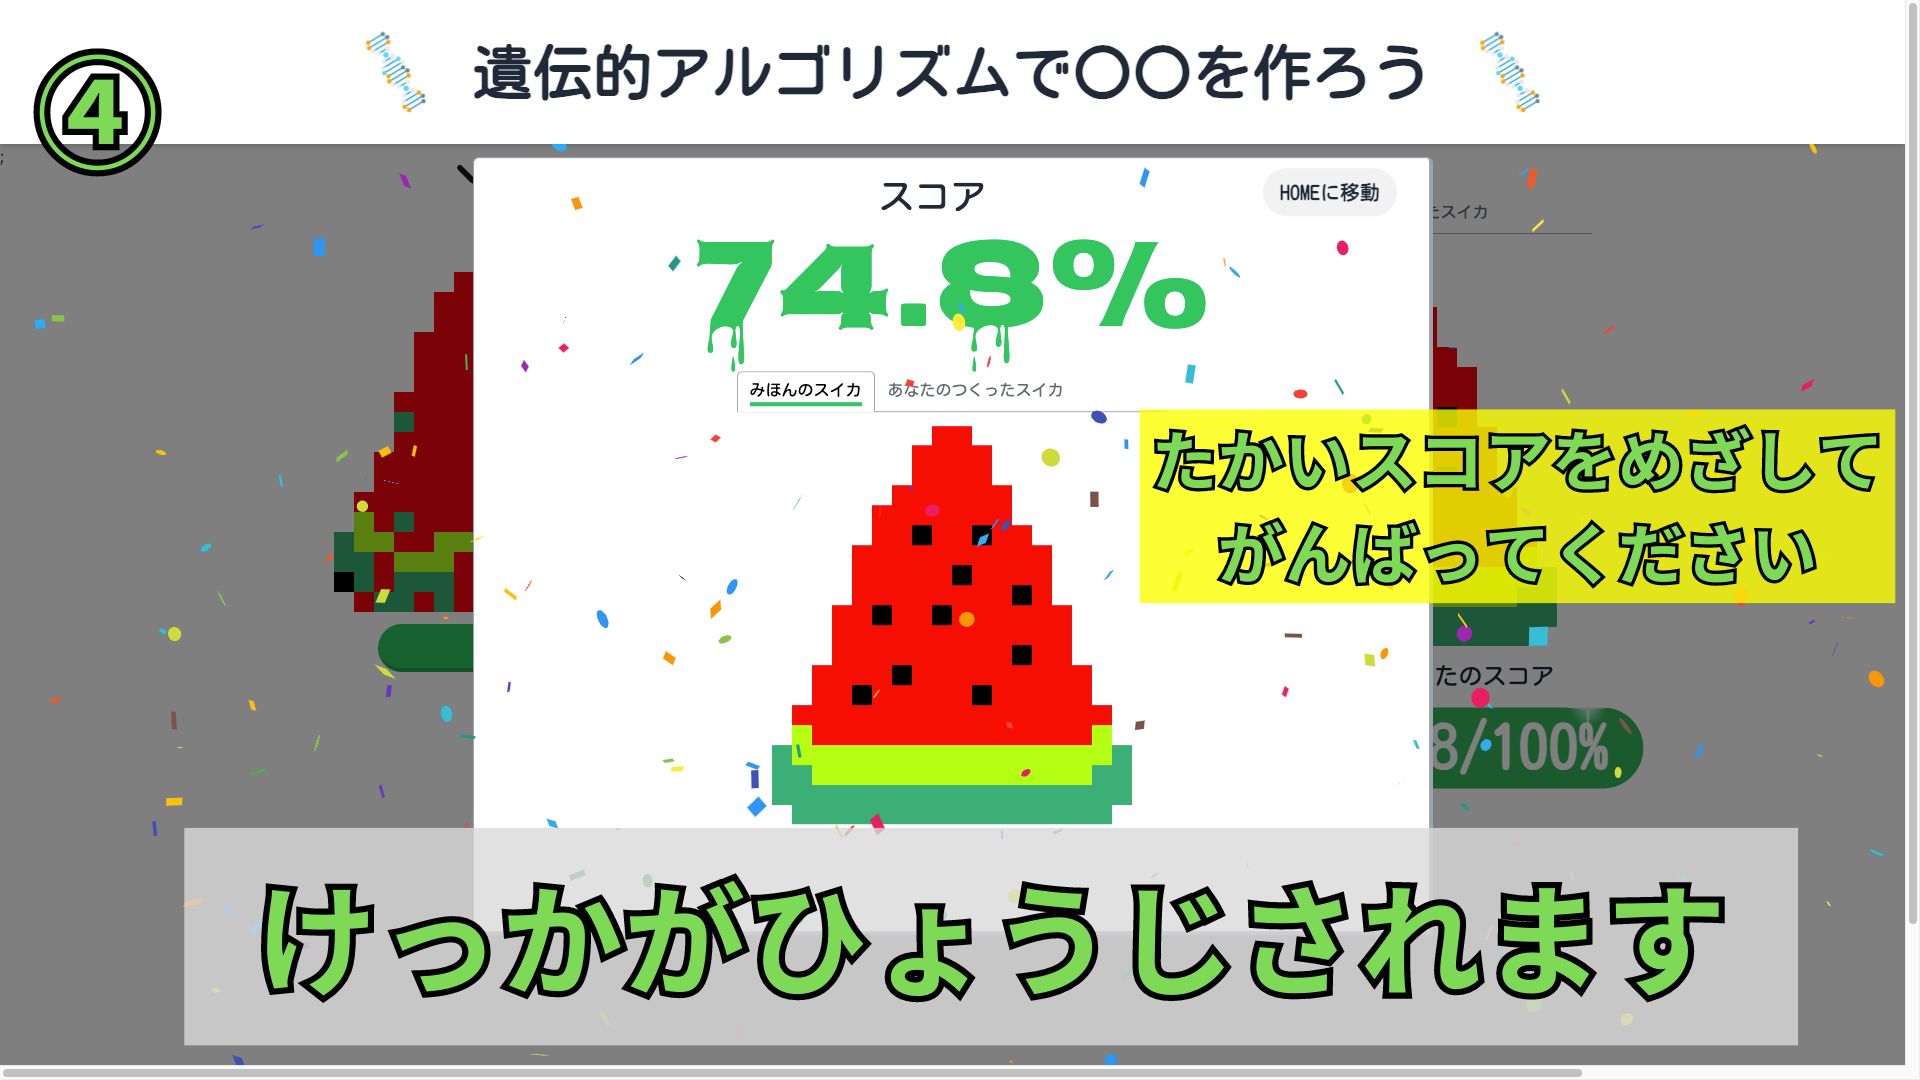 ④
遺伝的アルゴリズムで〇〇を作ろう
;
スコア
HOMEに移動
たスイカ
74.8%
みほんのスイカ
あなたのつくったスイカ
たかいスコアをめざして
がんばってください
たのスコア
8/100%
けっかがひょうじされます